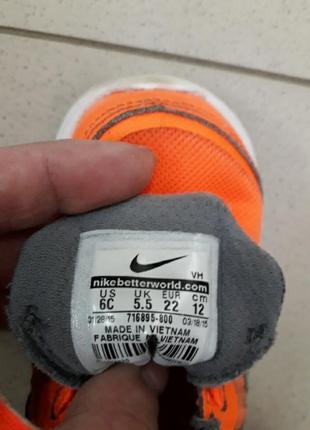 VH
nikebetterworld.com
US UK EUR cm
6C 5.5 22 12
01/28/15 716895-800 03/18/15
MADE IN VIETNAM
FABRIQUE VIETNAM